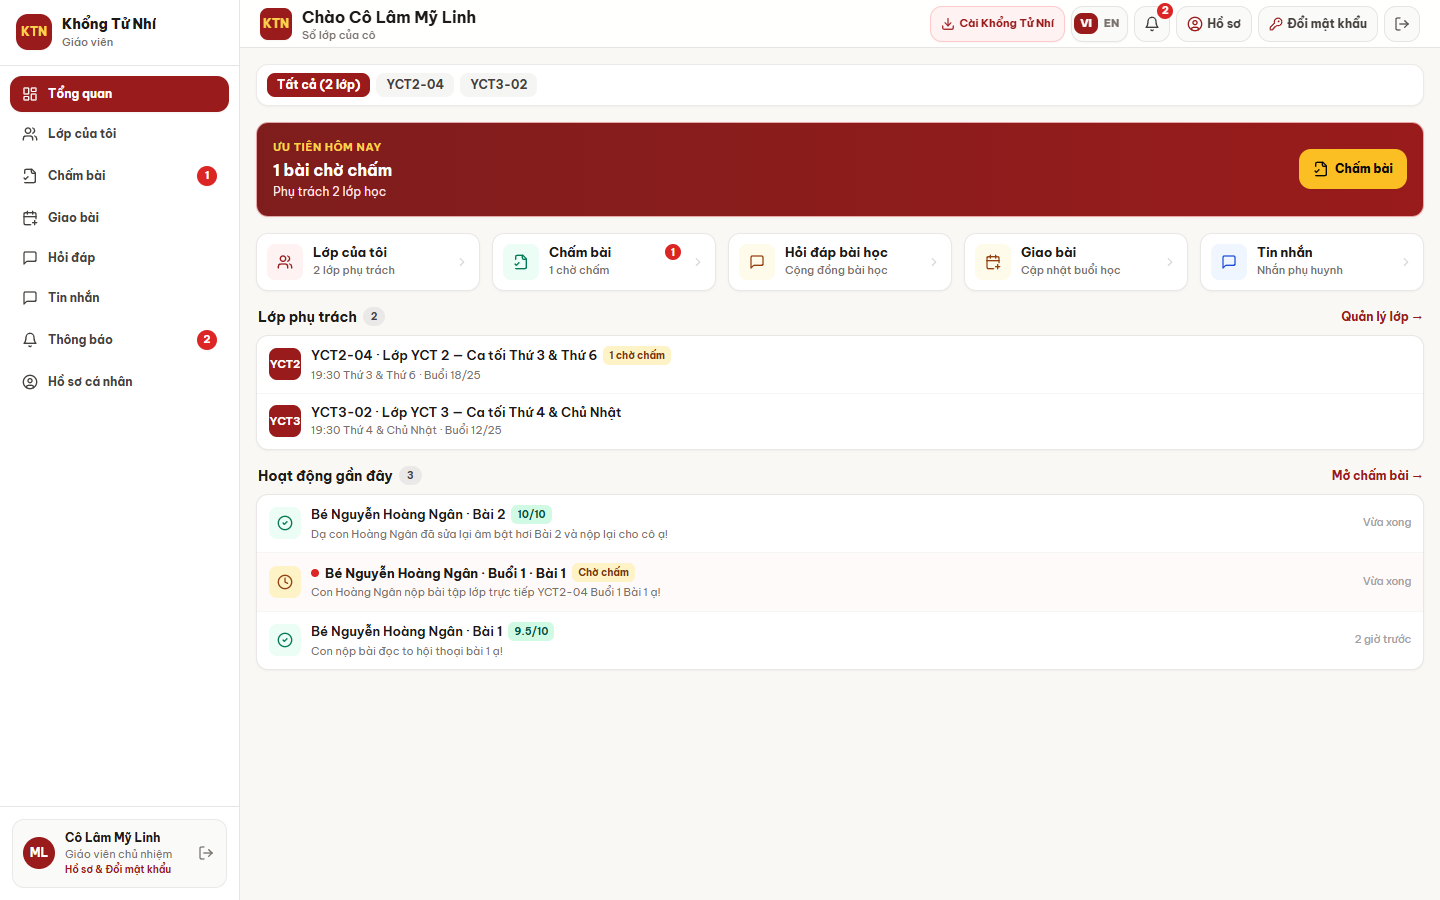 KTN
Khổng Tử Nhí
Giáo viên
Tổng quan
Lớp của tôi
Chấm bài
1
Giao bài
Hỏi đáp
Tin nhắn
Thông báo
2
Hồ sơ cá nhân
ML
Cô Lâm Mỹ Linh
Giáo viên chủ nhiệm
Hồ sơ & Đổi mật khẩu
KTN
Chào Cô Lâm Mỹ Linh
Sổ lớp của cô
Cài Khổng Tử Nhí
VI EN
2
Hồ sơ
Đổi mật khẩu
Tất cả (2 lớp)
YCT2-04
YCT3-02
ƯU TIÊN HÔM NAY
1 bài chờ chấm
Phụ trách 2 lớp học
Chấm bài
Lớp của tôi
2 lớp phụ trách
Chấm bài
1 chờ chấm
1
Hỏi đáp bài học
Cộng đồng bài học
Giao bài
Cập nhật buổi học
Tin nhắn
Nhắn phụ huynh
Lớp phụ trách 2
Quản lý lớp →
YCT2
YCT2-04 · Lớp YCT 2 — Ca tối Thứ 3 & Thứ 6 1 chờ chấm
19:30 Thứ 3 & Thứ 6 · Buổi 18/25
YCT3
YCT3-02 · Lớp YCT 3 — Ca tối Thứ 4 & Chủ Nhật
19:30 Thứ 4 & Chủ Nhật · Buổi 12/25
Hoạt động gần đây 3
Mở chấm bài →
Bé Nguyễn Hoàng Ngân · Bài 2 10/10
Dạ con Hoàng Ngân đã sửa lại âm bật hơi Bài 2 và nộp lại cho cô ạ!
Vừa xong
Bé Nguyễn Hoàng Ngân · Buổi 1 · Bài 1 Chờ chấm
Con Hoàng Ngân nộp bài tập lớp trực tiếp YCT2-04 Buổi 1 Bài 1 ạ!
Vừa xong
Bé Nguyễn Hoàng Ngân · Bài 1 9.5/10
Con nộp bài đọc to hội thoại bài 1 ạ!
2 giờ trước